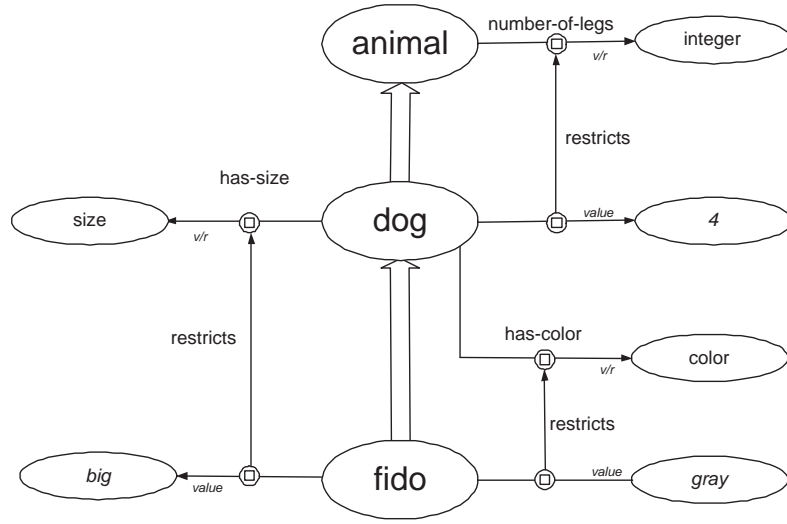 number-of-legs
animal
integer
v/r
restricts
has-size
size
dog
value
4
v/r
has-color
restricts
color
v/r
restricts
big
fido
value
gray
value